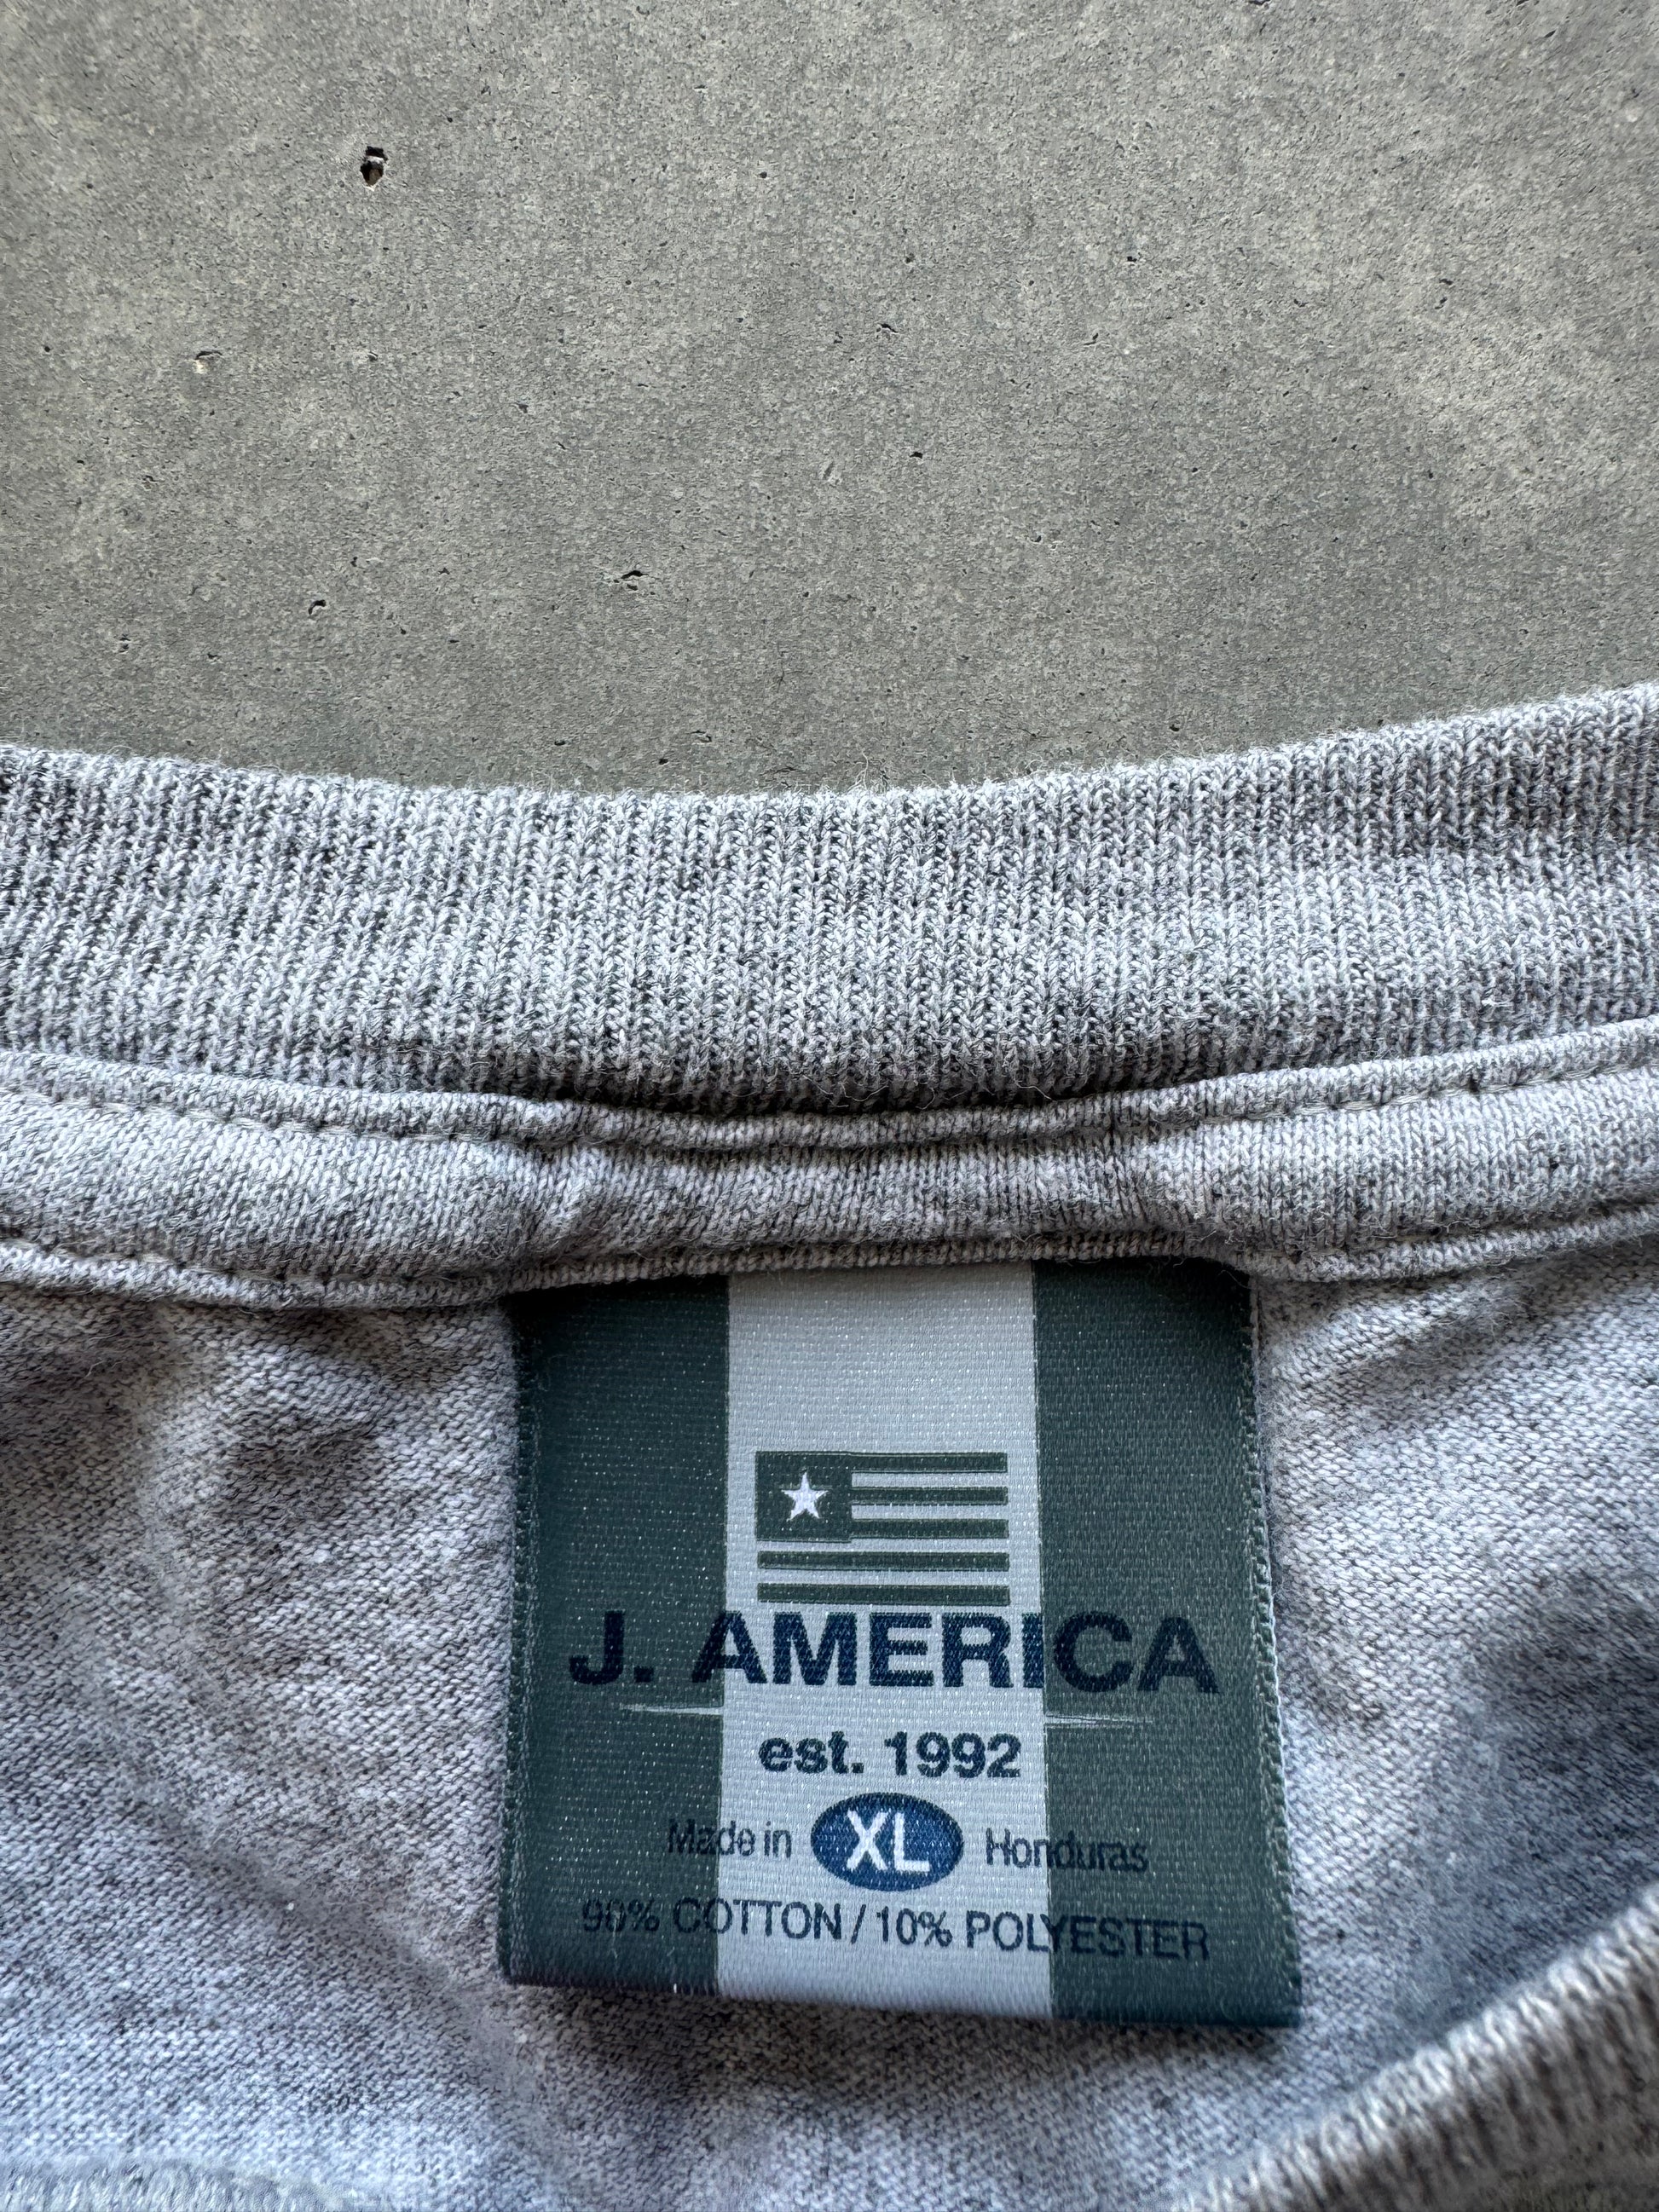 J. AMERICA
est. 1992
Made in XL Honduras
90% COTTON / 10% POLYESTER